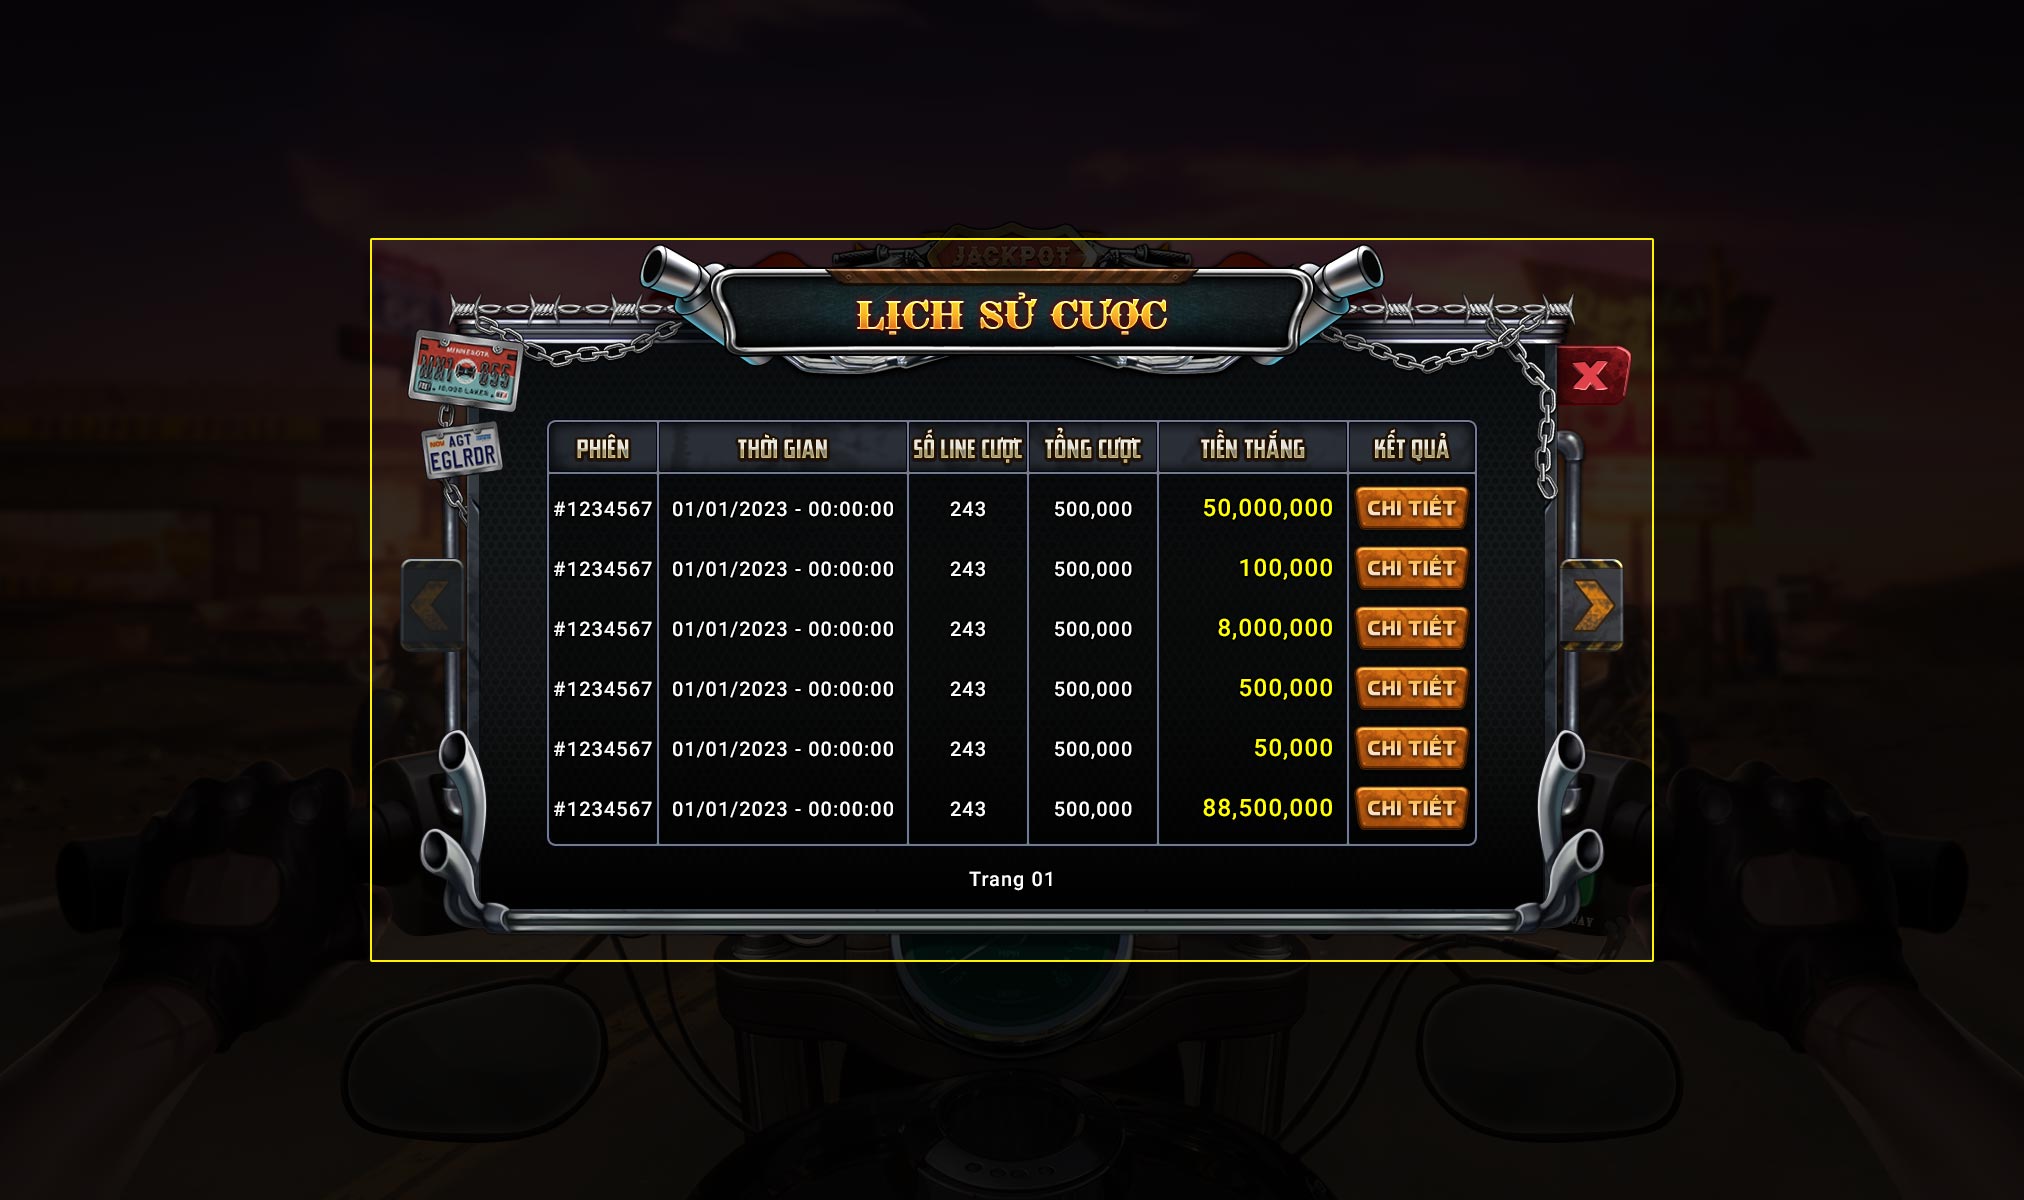 JACKPOT
LỊCH SỬ CƯỢC
MINNESOTA
10,000 LAKES
NOV AGT
EGLRDR
PHIÊN THỜI GIAN SỐ LINE CƯỢC TỔNG CƯỢC TIỀN THẮNG KẾT QUẢ
#1234567 01/01/2023 - 00:00:00 243 500,000 50,000,000 CHI TIẾT
#1234567 01/01/2023 - 00:00:00 243 500,000 100,000 CHI TIẾT
#1234567 01/01/2023 - 00:00:00 243 500,000 8,000,000 CHI TIẾT
#1234567 01/01/2023 - 00:00:00 243 500,000 500,000 CHI TIẾT
#1234567 01/01/2023 - 00:00:00 243 500,000 50,000 CHI TIẾT
#1234567 01/01/2023 - 00:00:00 243 500,000 88,500,000 CHI TIẾT
Trang 01